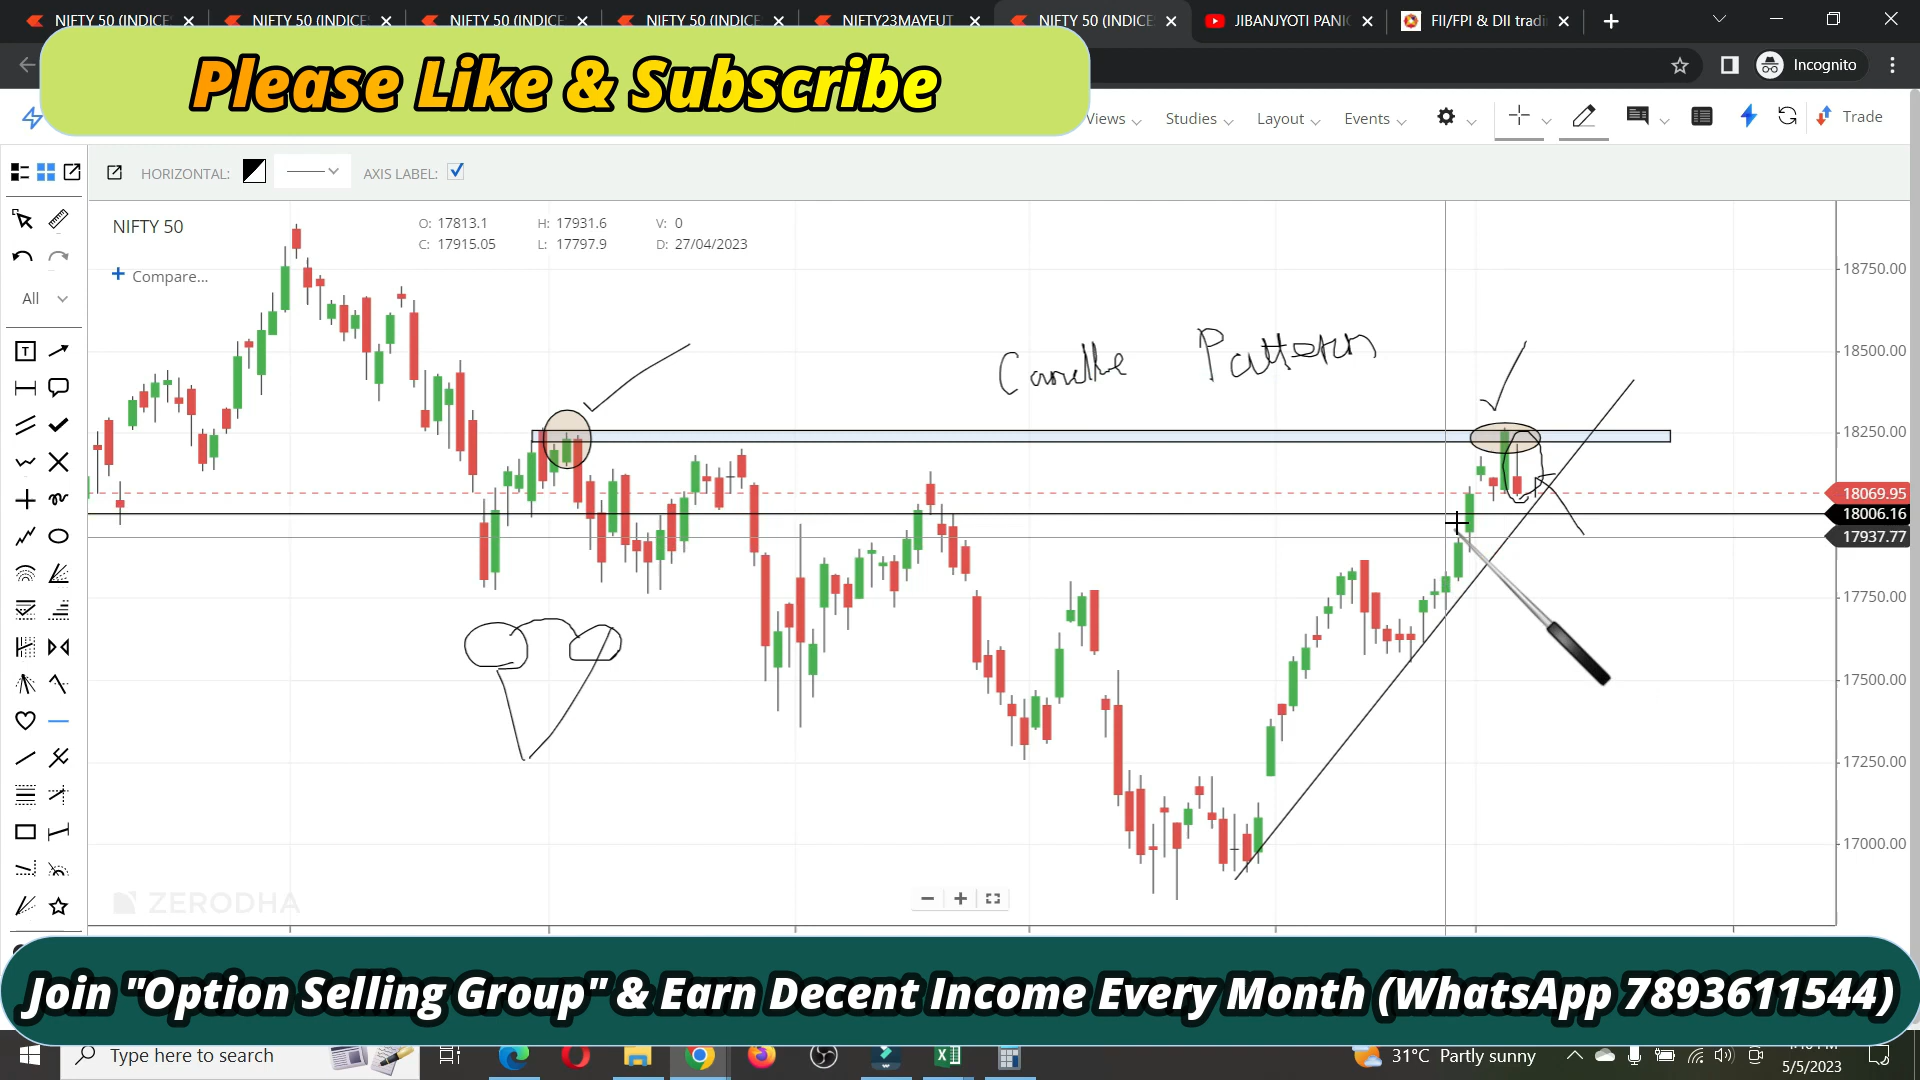 NIFTY 50 (INDICE
NIFTY 50 (INDICE
NIFTY 50 (INDICE
NIFTY 50 (INDICE
NIFTY23MAYFUT
NIFTY 50 (INDICE
JIBANJYOTI PANIG
FII/FPI & DII tradin
Incognito
Please Like & Subscribe
Views
Studies
Layout
Events
Trade
HORIZONTAL:
AXIS LABEL:
NIFTY 50
O: 17813.1 H: 17931.6 V: 0
C: 17915.05 L: 17797.9 D: 27/04/2023
Compare...
All
Candle Pattern
18750.00
18500.00
18250.00
18069.95
18006.16
17937.77
17750.00
17500.00
17250.00
17000.00
ZERODHA
Join "Option Selling Group" & Earn Decent Income Every Month (WhatsApp 7893611544)
Type here to search
31°C Partly sunny
5/5/2023